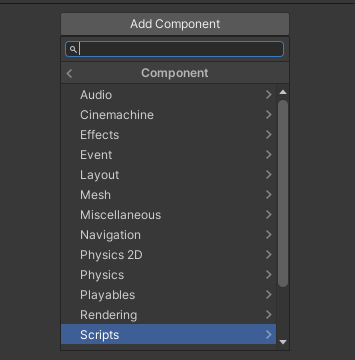 Add Component
Component
Audio
Cinemachine
Effects
Event
Layout
Mesh
Miscellaneous
Navigation
Physics 2D
Physics
Playables
Rendering
Scripts